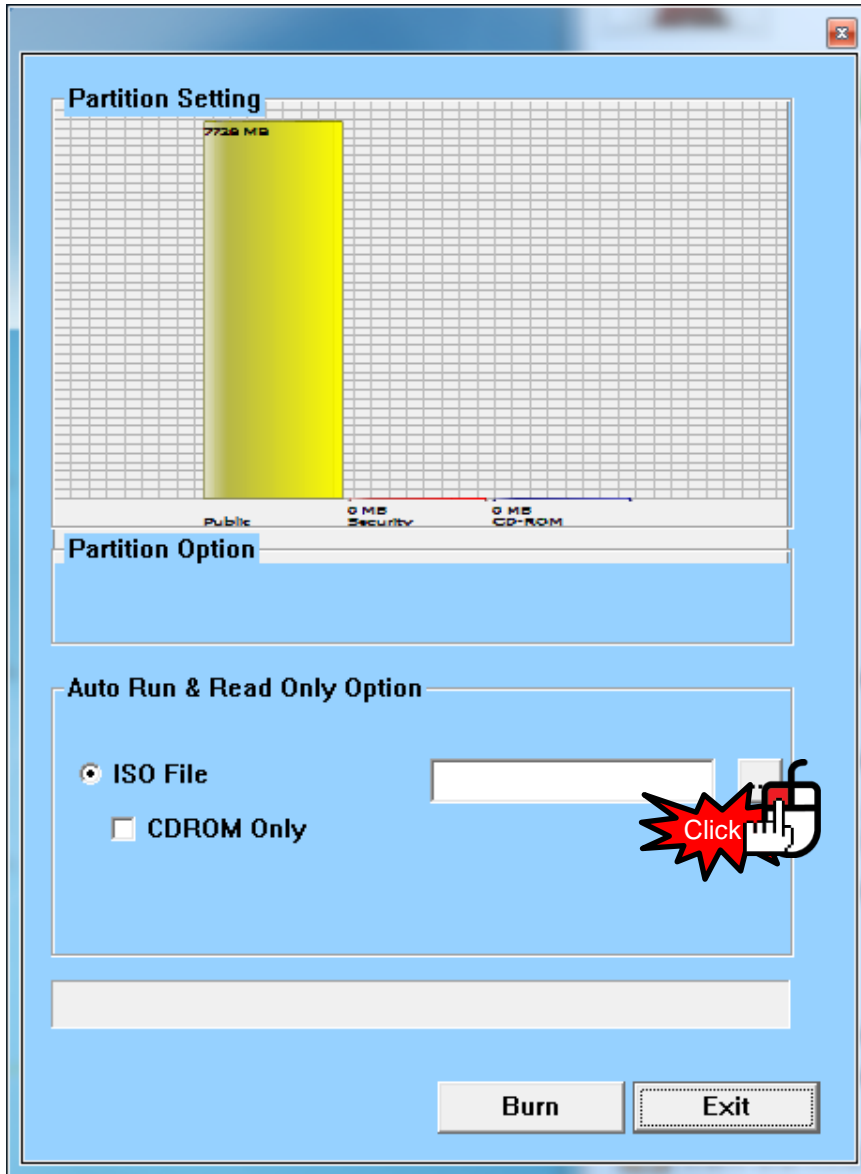 Partition Setting
7728 MB
0 MB
0 MB
Public
Security
CD-ROM
Partition Option
Auto Run & Read Only Option
ISO File
...
CDROM Only
Click
Burn
Exit